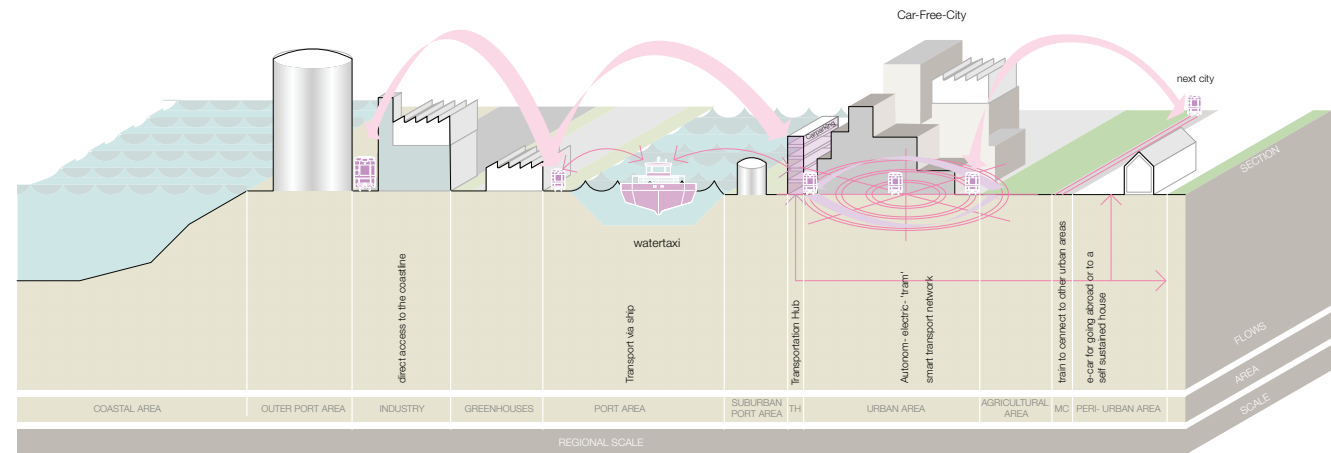 Car-Free-City
next city
Carparking
SECTION
watertaxi
direct access to the coastline
Transport via ship
Transportation Hub
Autonom- electric- 'tram'
smart transport network
train to cennect to other urban areas
e-car for going abroad or to a
self sustained house
FLOWS
AREA
SCALE
COASTAL AREA
OUTER PORT AREA
INDUSTRY
GREENHOUSES
PORT AREA
SUBURBAN
PORT AREA
TH
URBAN AREA
AGRICULTURAL
AREA
MC
PERI- URBAN AREA
REGIONAL SCALE